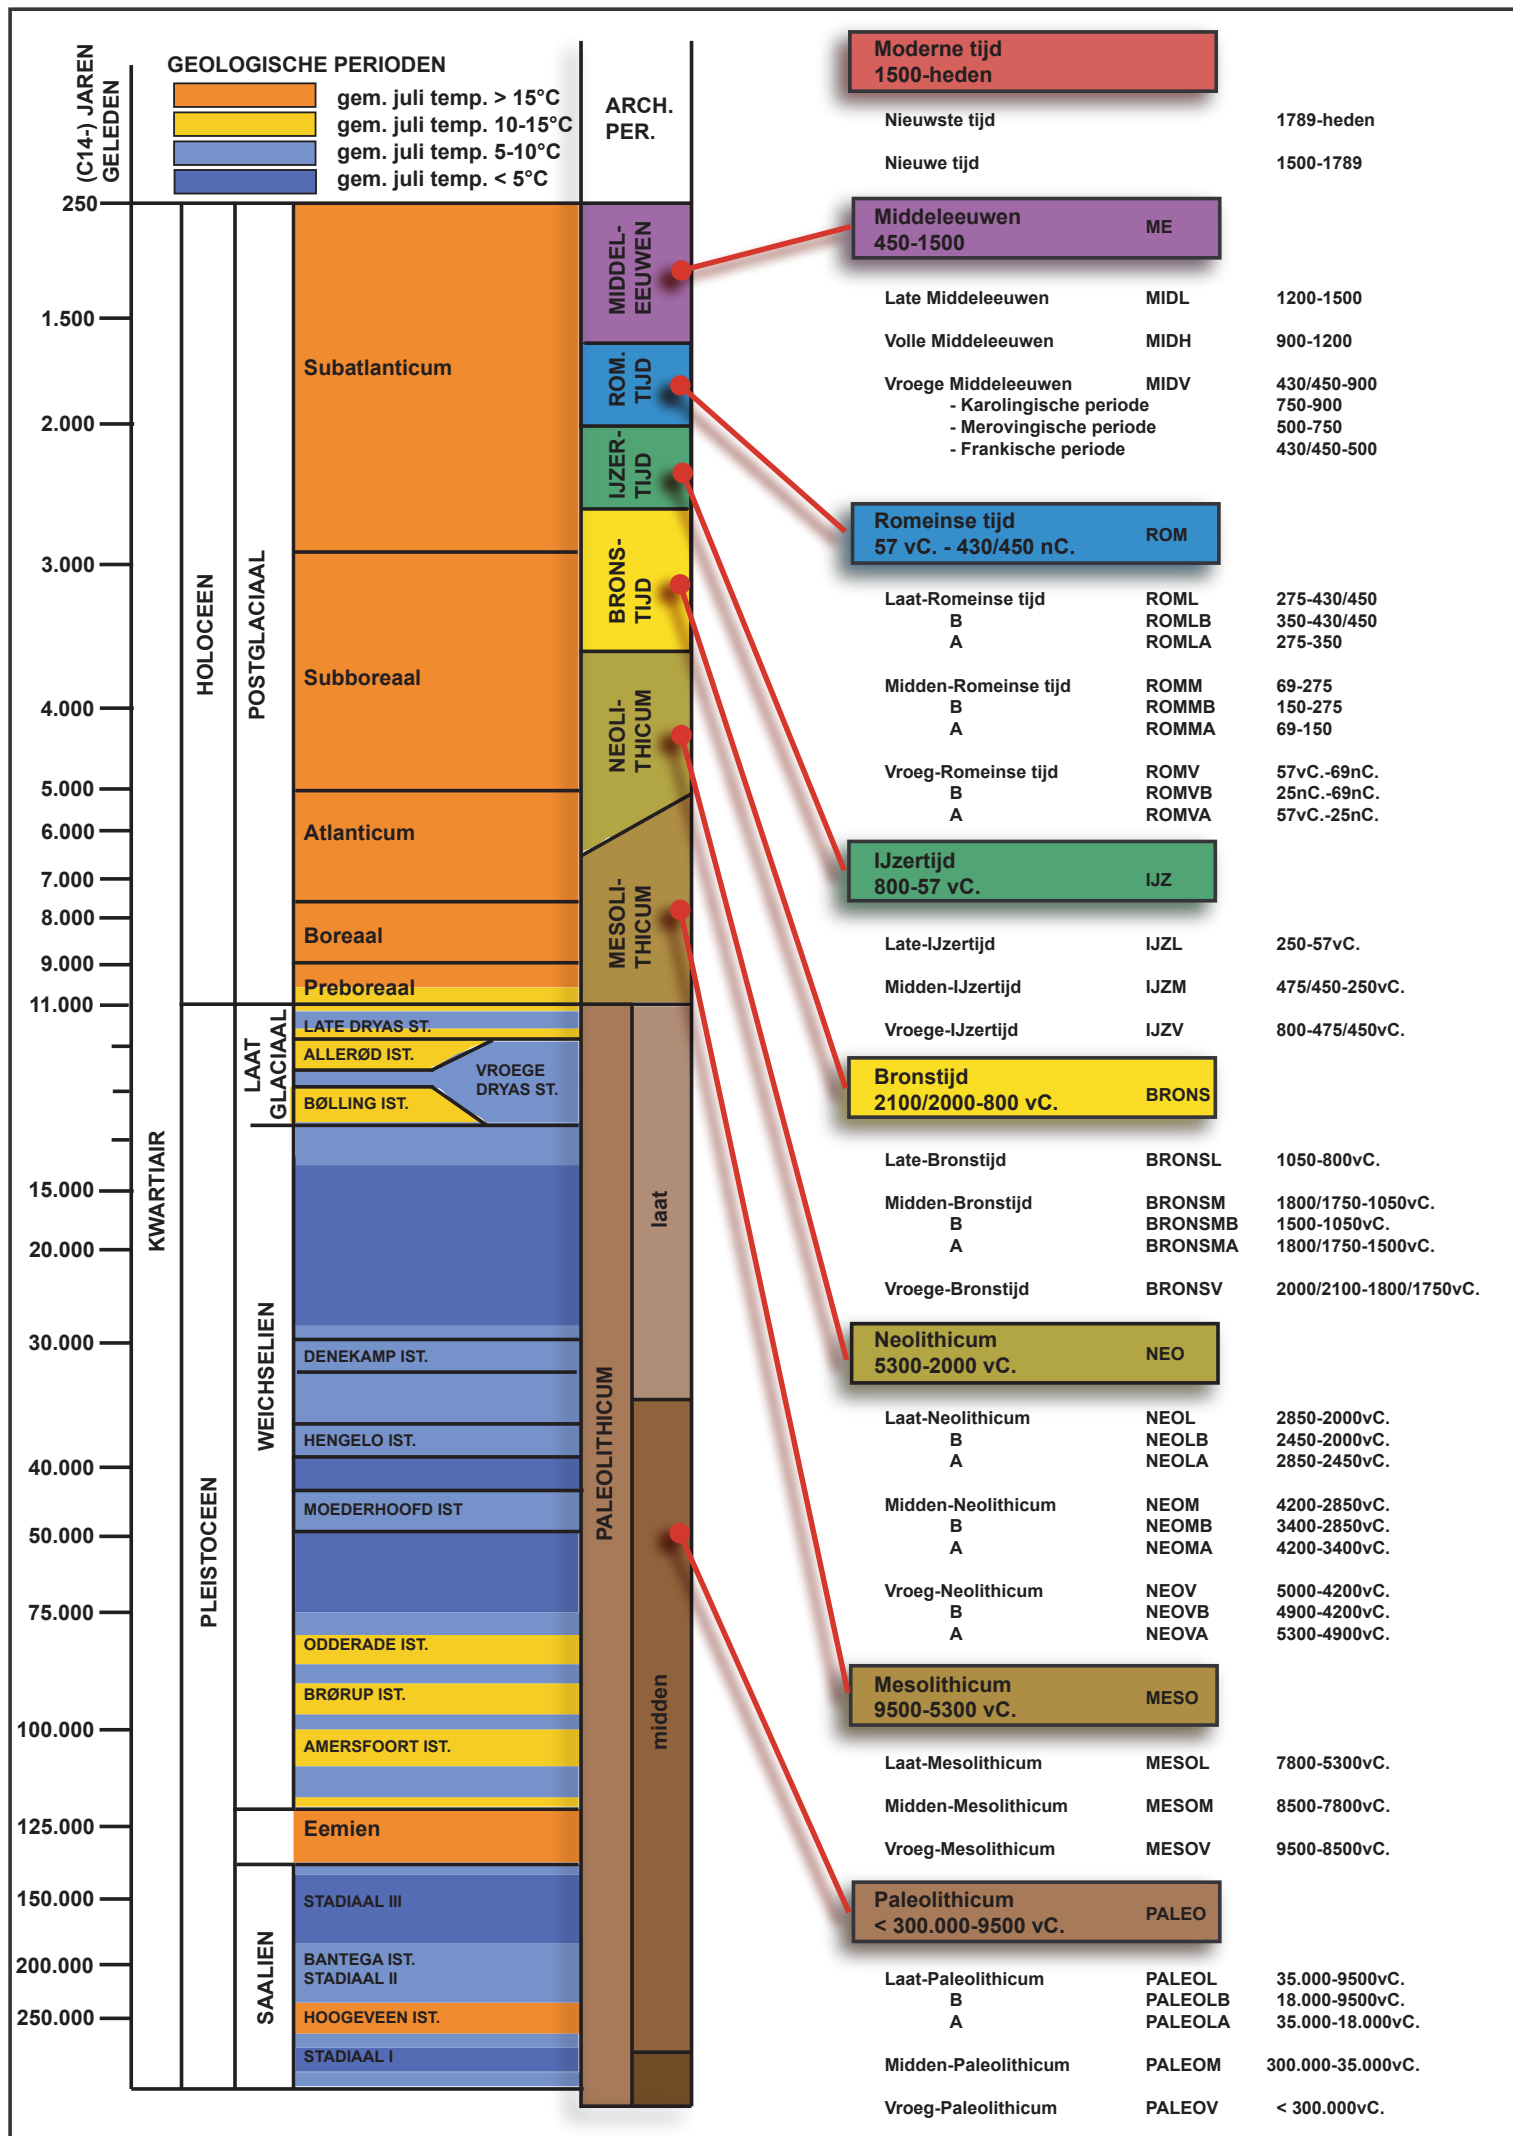 (C14-) JAREN
GELEDEN
GEOLOGISCHE PERIODEN
gem. juli temp. > 15°C
gem. juli temp. 10-15°C
gem. juli temp. 5-10°C
gem. juli temp. < 5°C
ARCH.
PER.
250
1.500
2.000
3.000
4.000
5.000
6.000
7.000
8.000
9.000
11.000
15.000
20.000
30.000
40.000
50.000
75.000
100.000
125.000
150.000
200.000
250.000
KWARTIAIR
HOLOCEEN
PLEISTOCEEN
POSTGLACIAAL
LAAT
GLACIAAL
WEICHSELIEN
SAALIEN
Subatlanticum
Subboreaal
Atlanticum
Boreaal
Preboreaal
LATE DRYAS ST.
ALLERØD IST.
VROEGE
DRYAS ST.
BØLLING IST.
DENEKAMP IST.
HENGELO IST.
MOEDERHOOFD IST
ODDERADE IST.
BRØRUP IST.
AMERSFOORT IST.
Eemien
STADIAAL III
BANTEGA IST.
STADIAAL II
HOOGEVEEN IST.
STADIAAL I
MIDDEL-
EEUWEN
ROM.
TIJD
IJZER-
TIJD
BRONS-
TIJD
NEOLI-
THICUM
MESOLI-
THICUM
PALEOLITHICUM
laat
midden
Moderne tijd
1500-heden
Nieuwste tijd 1789-heden
Nieuwe tijd 1500-1789
Middeleeuwen ME
450-1500
Late Middeleeuwen MIDL 1200-1500
Volle Middeleeuwen MIDH 900-1200
Vroege Middeleeuwen MIDV 430/450-900
- Karolingische periode 750-900
- Merovingische periode 500-750
- Frankische periode 430/450-500
Romeinse tijd ROM
57 vC. - 430/450 nC.
Laat-Romeinse tijd ROML 275-430/450
B ROMLB 350-430/450
A ROMLA 275-350
Midden-Romeinse tijd ROMM 69-275
B ROMMB 150-275
A ROMMA 69-150
Vroeg-Romeinse tijd ROMV 57vC.-69nC.
B ROMVB 25nC.-69nC.
A ROMVA 57vC.-25nC.
IJzertijd IJZ
800-57 vC.
Late-IJzertijd IJZL 250-57vC.
Midden-IJzertijd IJZM 475/450-250vC.
Vroege-IJzertijd IJZV 800-475/450vC.
Bronstijd BRONS
2100/2000-800 vC.
Late-Bronstijd BRONSL 1050-800vC.
Midden-Bronstijd BRONSM 1800/1750-1050vC.
B BRONSMB 1500-1050vC.
A BRONSMA 1800/1750-1500vC.
Vroege-Bronstijd BRONSV 2000/2100-1800/1750vC.
Neolithicum NEO
5300-2000 vC.
Laat-Neolithicum NEOL 2850-2000vC.
B NEOLB 2450-2000vC.
A NEOLA 2850-2450vC.
Midden-Neolithicum NEOM 4200-2850vC.
B NEOMB 3400-2850vC.
A NEOMA 4200-3400vC.
Vroeg-Neolithicum NEOV 5000-4200vC.
B NEOVB 4900-4200vC.
A NEOVA 5300-4900vC.
Mesolithicum MESO
9500-5300 vC.
Laat-Mesolithicum MESOL 7800-5300vC.
Midden-Mesolithicum MESOM 8500-7800vC.
Vroeg-Mesolithicum MESOV 9500-8500vC.
Paleolithicum PALEO
< 300.000-9500 vC.
Laat-Paleolithicum PALEOL 35.000-9500vC.
B PALEOLB 18.000-9500vC.
A PALEOLA 35.000-18.000vC.
Midden-Paleolithicum PALEOM 300.000-35.000vC.
Vroeg-Paleolithicum PALEOV < 300.000vC.